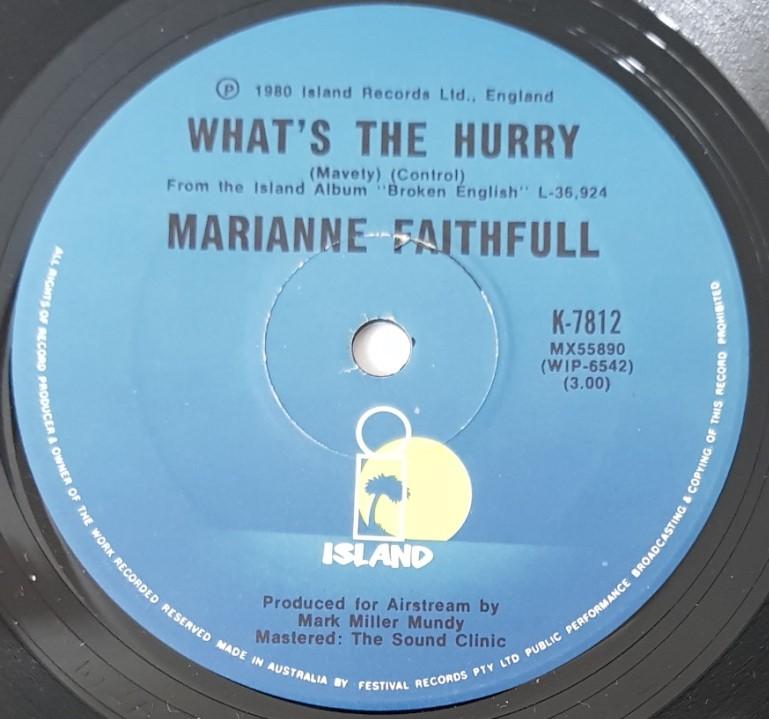 Ⓟ 1980 Island Records Ltd., England
WHAT'S THE HURRY
(Mavety) (Control)
From the Island Album "Broken English" L-36,924
MARIANNE FAITHFULL
K-7812
MX55890
(WIP-6542)
(3.00)
ISLAND
Produced for Airstream by
Mark Miller Mundy
Mastered: The Sound Clinic
ALL RIGHTS OF RECORD PRODUCER & OWNER OF THE WORK RECORDED RESERVED MADE IN AUSTRALIA BY FESTIVAL RECORDS PTY LTD PUBLIC PERFORMANCE BROADCASTING & COPYING OF THIS RECORD PROHIBITED